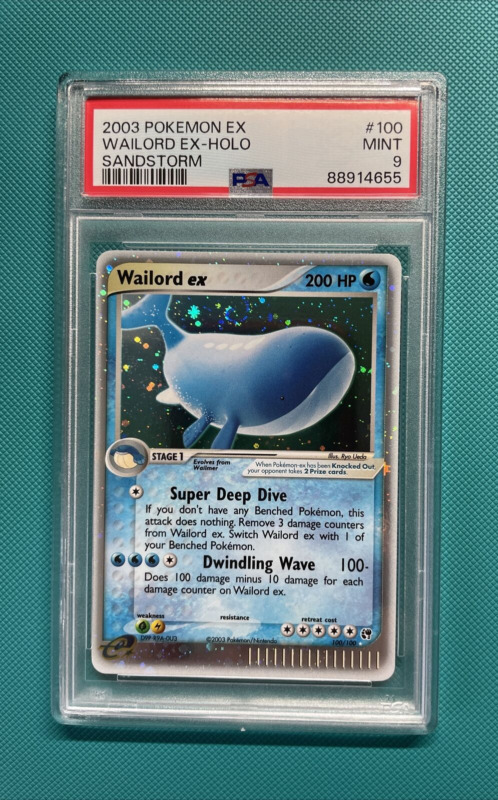 2003 POKEMON EX #100
WAILORD EX-HOLO MINT
SANDSTORM 9
PSA 88914655
Wailord ex 200 HP
Illus. Ryo Ueda
STAGE 1 Evolves from
Wailmer
When Pokémon-ex has been Knocked Out,
your opponent takes 2 Prize cards.
Super Deep Dive
If you don't have any Benched Pokémon, this
attack does nothing. Remove 3 damage counters
from Wailord ex. Switch Wailord ex with 1 of
your Benched Pokémon.
Dwindling Wave 100-
Does 100 damage minus 10 damage for each
damage counter on Wailord ex.
weakness resistance retreat cost
©2003 Pokémon/Nintendo 100/100
e